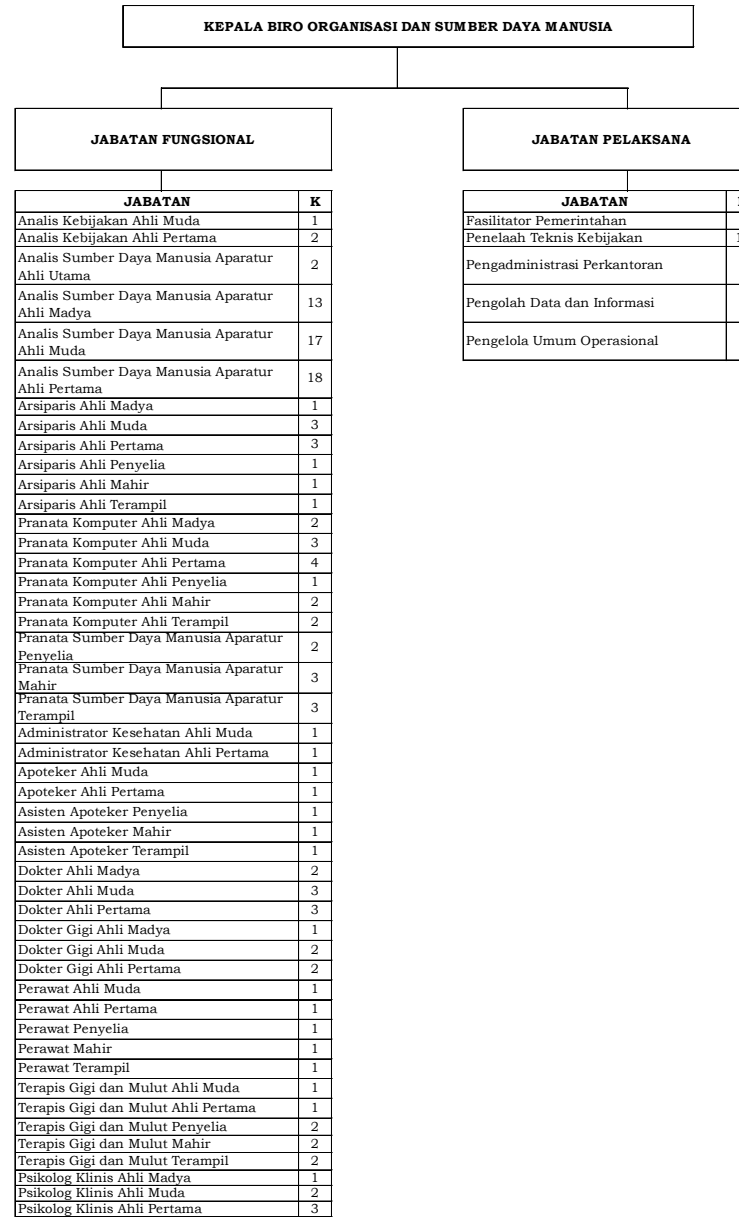 KEPALA BIRO ORGANISASI DAN SUMBER DAYA MANUSIA
JABATAN FUNGSIONAL
JABATAN K
Analis Kebijakan Ahli Muda 1
Analis Kebijakan Ahli Pertama 2
Analis Sumber Daya Manusia Aparatur
Ahli Utama 2
Analis Sumber Daya Manusia Aparatur
Ahli Madya 13
Analis Sumber Daya Manusia Aparatur
Ahli Muda 17
Analis Sumber Daya Manusia Aparatur
Ahli Pertama 18
Arsiparis Ahli Madya 1
Arsiparis Ahli Muda 3
Arsiparis Ahli Pertama 3
Arsiparis Ahli Penyelia 1
Arsiparis Ahli Mahir 1
Arsiparis Ahli Terampil 1
Pranata Komputer Ahli Madya 2
Pranata Komputer Ahli Muda 3
Pranata Komputer Ahli Pertama 4
Pranata Komputer Ahli Penyelia 1
Pranata Komputer Ahli Mahir 2
Pranata Komputer Ahli Terampil 2
Pranata Sumber Daya Manusia Aparatur
Penyelia 2
Pranata Sumber Daya Manusia Aparatur
Mahir 3
Pranata Sumber Daya Manusia Aparatur
Terampil 3
Administrator Kesehatan Ahli Muda 1
Administrator Kesehatan Ahli Pertama 1
Apoteker Ahli Muda 1
Apoteker Ahli Pertama 1
Asisten Apoteker Penyelia 1
Asisten Apoteker Mahir 1
Asisten Apoteker Terampil 1
Dokter Ahli Madya 2
Dokter Ahli Muda 3
Dokter Ahli Pertama 3
Dokter Gigi Ahli Madya 1
Dokter Gigi Ahli Muda 2
Dokter Gigi Ahli Pertama 2
Perawat Ahli Muda 1
Perawat Ahli Pertama 1
Perawat Penyelia 1
Perawat Mahir 1
Perawat Terampil 1
Terapis Gigi dan Mulut Ahli Muda 1
Terapis Gigi dan Mulut Ahli Pertama 1
Terapis Gigi dan Mulut Penyelia 2
Terapis Gigi dan Mulut Mahir 2
Terapis Gigi dan Mulut Terampil 2
Psikolog Klinis Ahli Madya 1
Psikolog Klinis Ahli Muda 2
Psikolog Klinis Ahli Pertama 3
JABATAN PELAKSANA
JABATAN
Fasilitator Pemerintahan
Penelaah Teknis Kebijakan
Pengadministrasi Perkantoran
Pengolah Data dan Informasi
Pengelola Umum Operasional